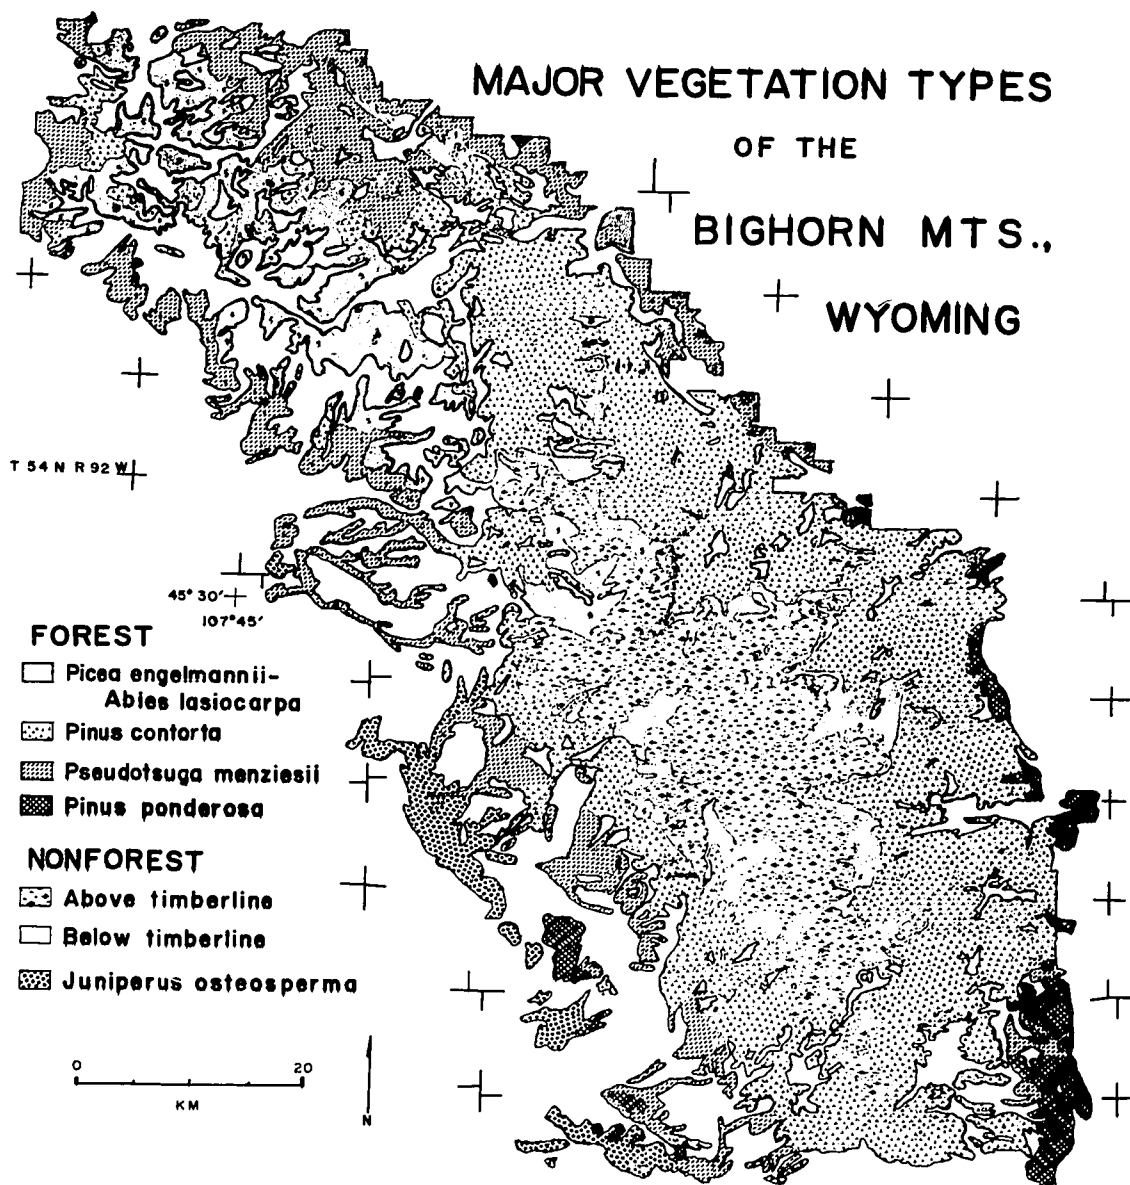 MAJOR VEGETATION TYPES
OF THE
BIGHORN MTS.,
WYOMING
T 54 N R 92 W
45° 30′
107° 45′
FOREST
Picea engelmannii-
Abies lasiocarpa
Pinus contorta
Pseudotsuga menziesii
Pinus ponderosa
NONFOREST
Above timberline
Below timberline
Juniperus osteosperma
0 20
KM
N